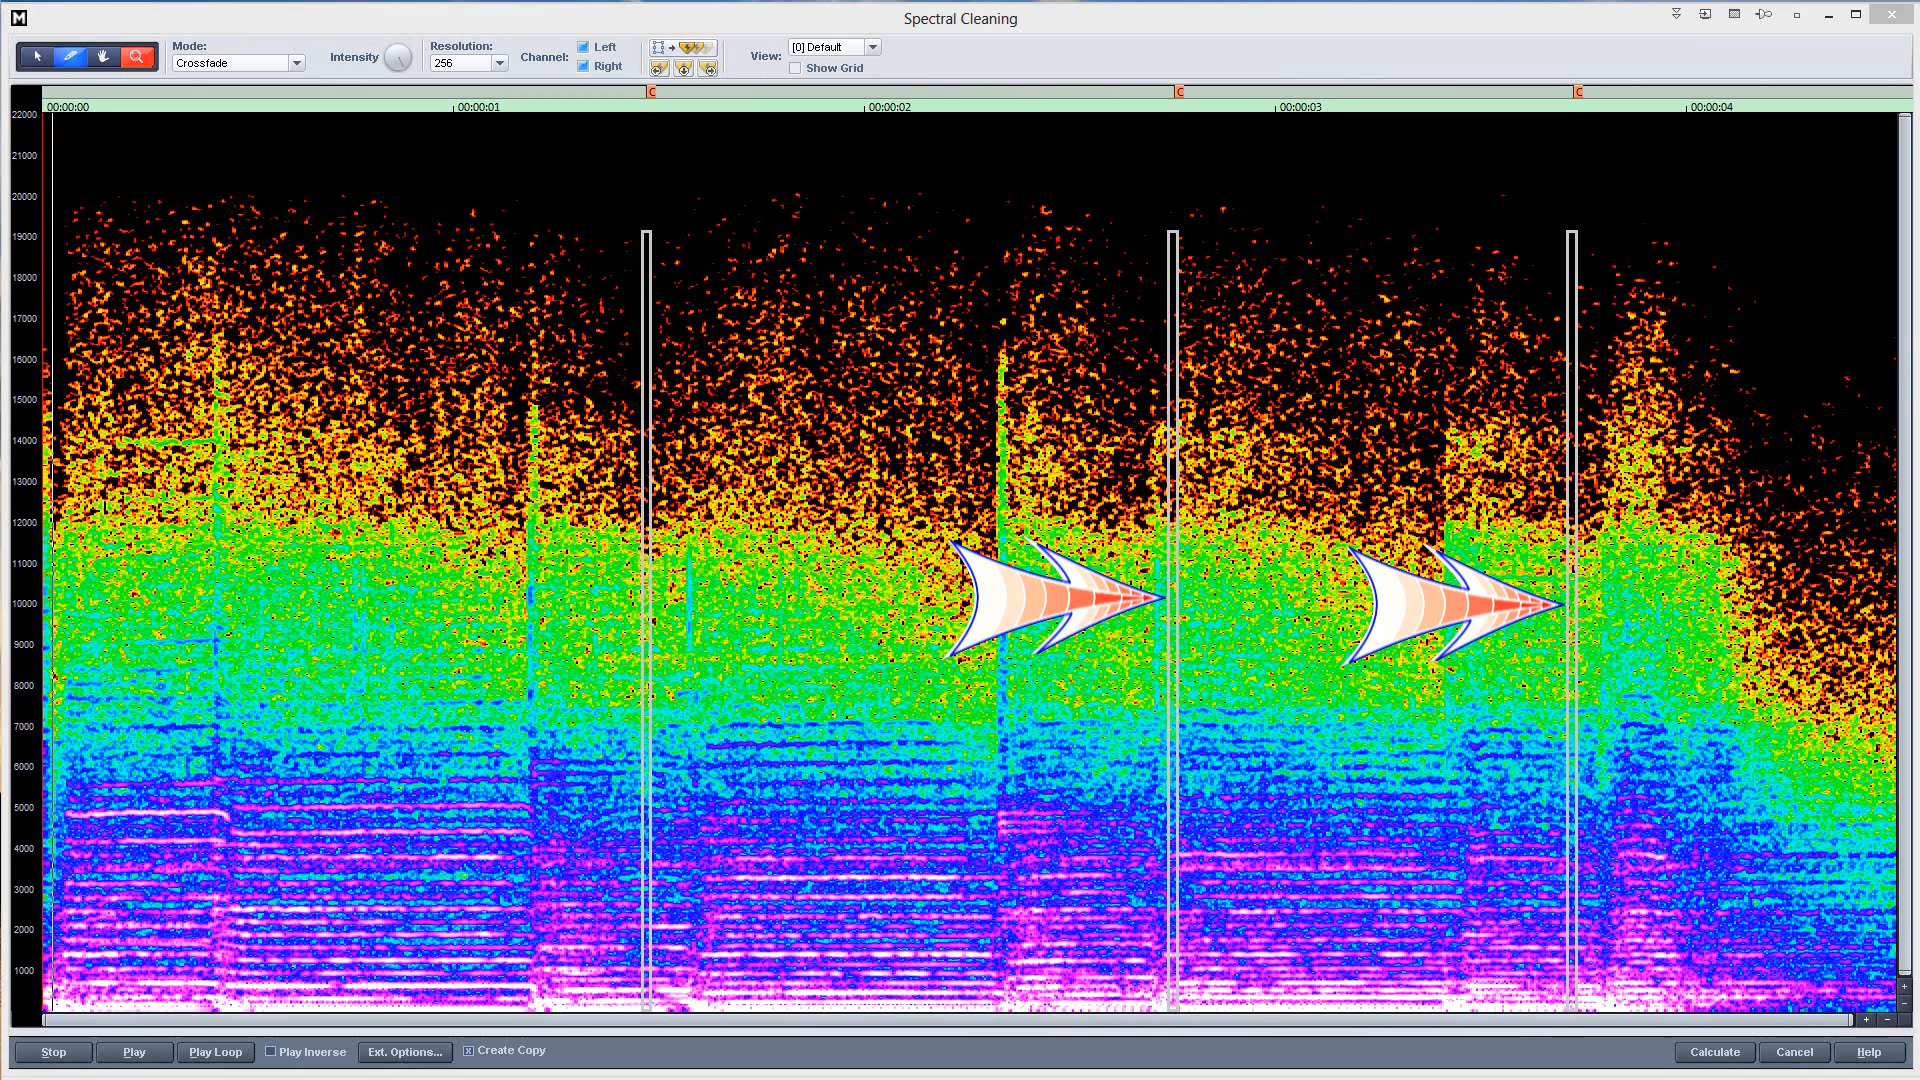 M
Spectral Cleaning
Mode:
Crossfade
Intensity
Resolution:
256
Channel:
Left
Right
View:
[0] Default
Show Grid
C C C
00:00:00 00:00:01 00:00:02 00:00:03 00:00:04
22000
21000
20000
19000
18000
17000
16000
15000
14000
13000
12000
11000
10000
9000
8000
7000
6000
5000
4000
3000
2000
1000
Stop Play Play Loop Play Inverse Ext. Options... Create Copy Calculate Cancel Help